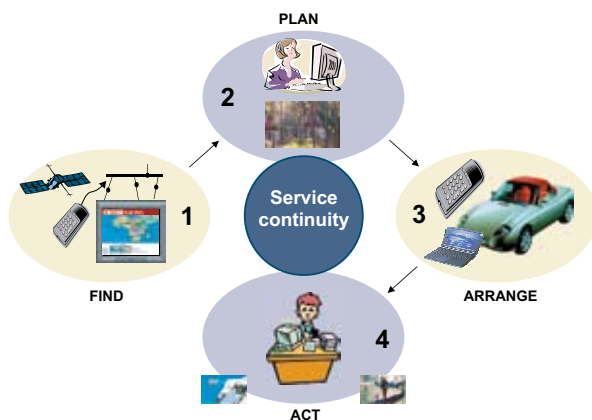 PLAN
2
1
FIND
Service
continuity
3
ARRANGE
4
ACT